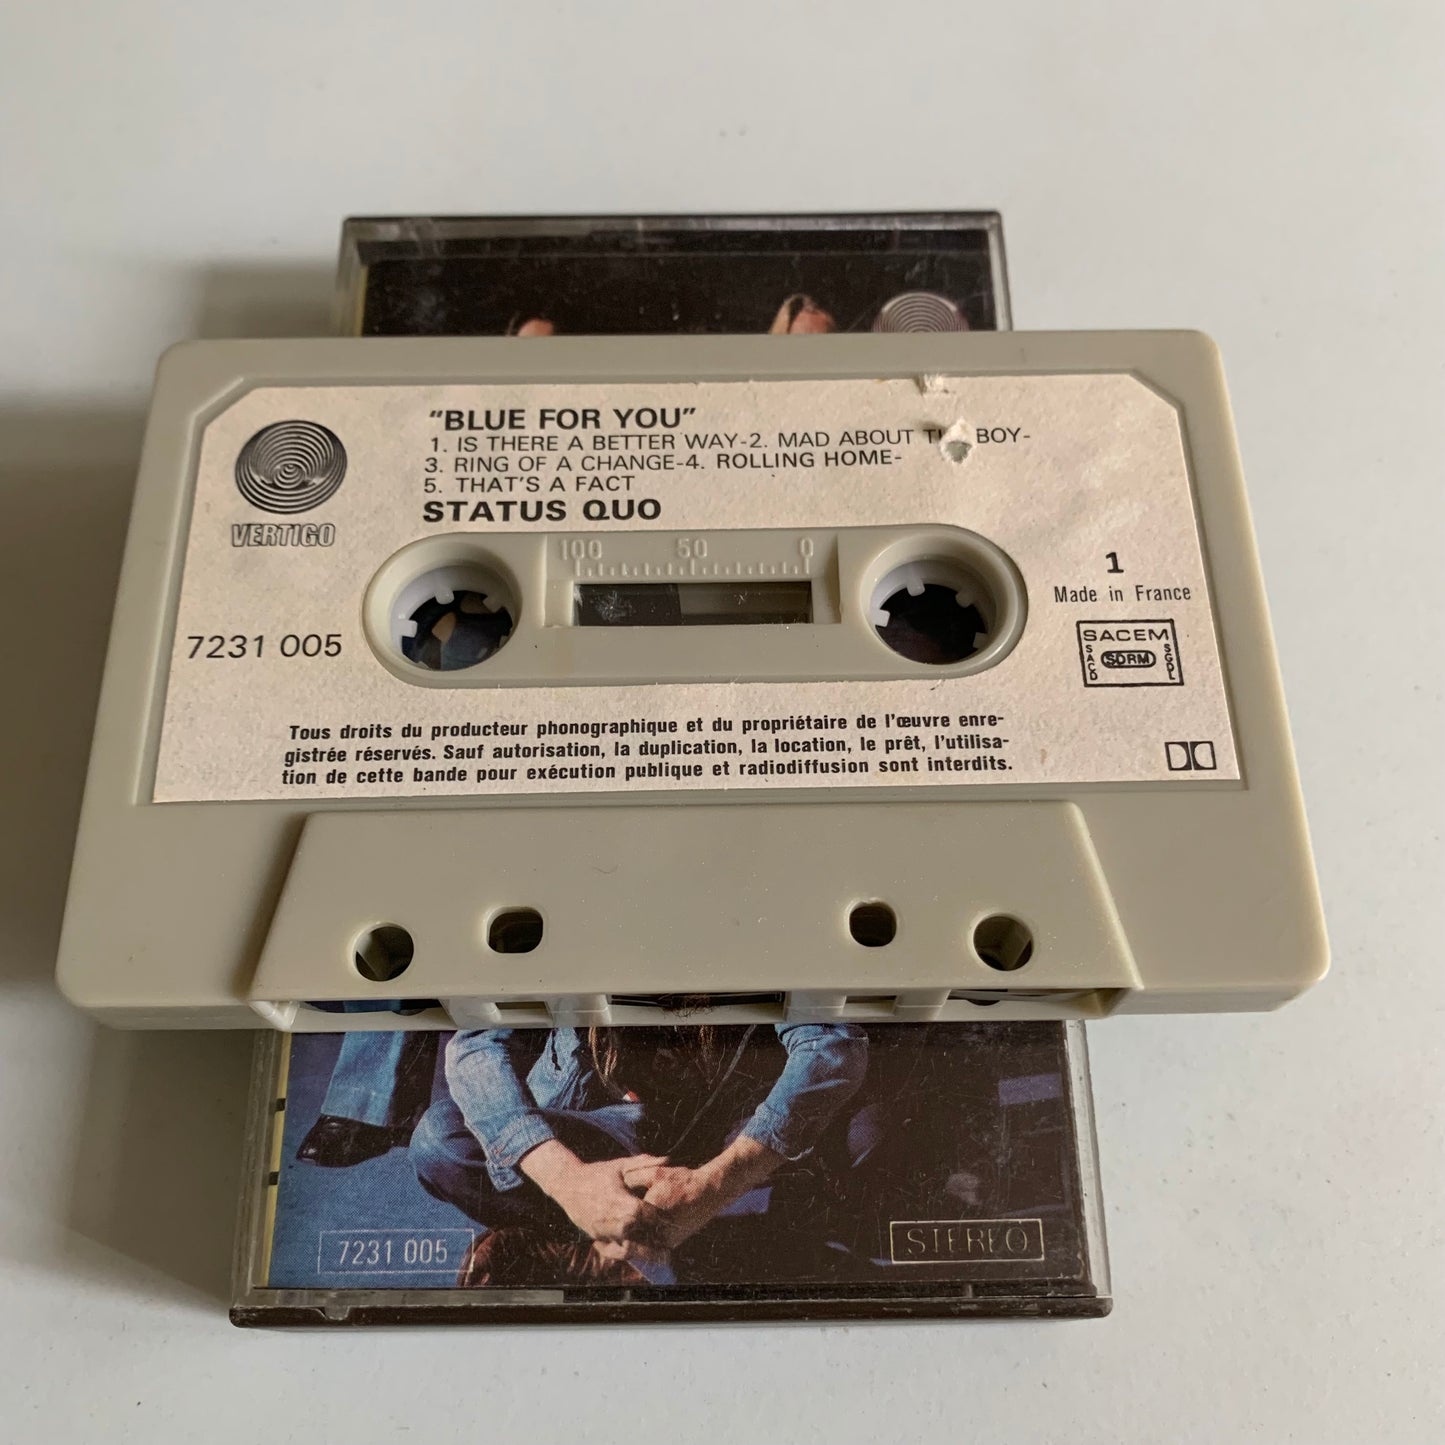 "BLUE FOR YOU"
1. IS THERE A BETTER WAY-2. MAD ABOUT BOY-
3. RING OF A CHANGE-4. ROLLING HOME-
5. THAT'S A FACT
STATUS QUO
VERTIGO
100 50 0
1
Made in France
7231 005
SACEM
SACD SDRM SGDL
Tous droits du producteur phonographique et du propriétaire de l'œuvre enre-
gistrée réservés. Sauf autorisation, la duplication, la location, le prêt, l'utilisa-
tion de cette bande pour exécution publique et radiodiffusion sont interdits.
7231 005
STEREO